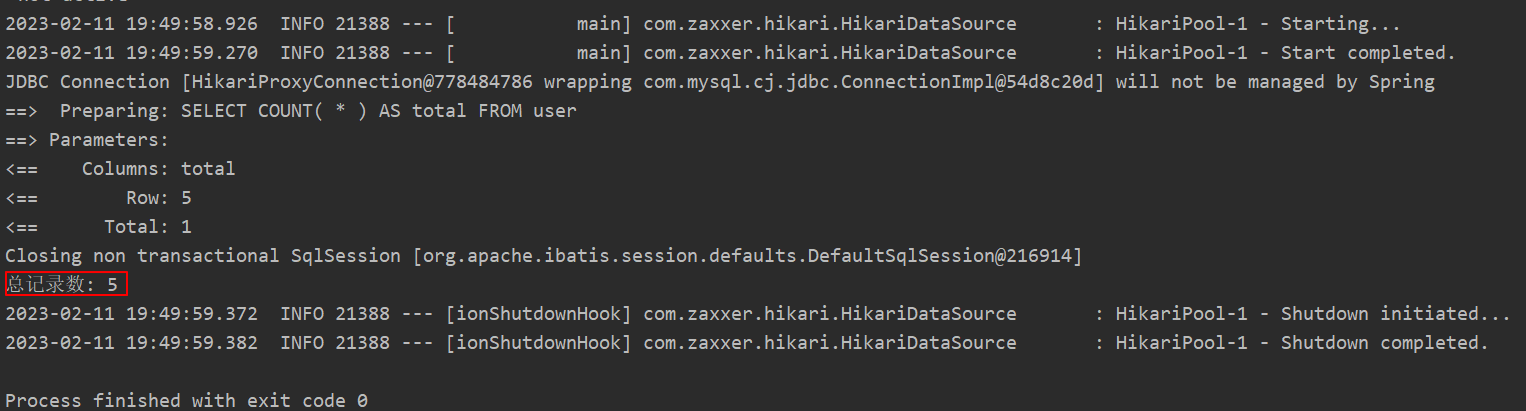 2023-02-11 19:49:58.926  INFO 21388 --- [           main] com.zaxxer.hikari.HikariDataSource       : HikariPool-1 - Starting...
2023-02-11 19:49:59.270  INFO 21388 --- [           main] com.zaxxer.hikari.HikariDataSource       : HikariPool-1 - Start completed.
JDBC Connection [HikariProxyConnection@778484786 wrapping com.mysql.cj.jdbc.ConnectionImpl@54d8c20d] will not be managed by Spring
==>  Preparing: SELECT COUNT( * ) AS total FROM user
==> Parameters:
<==    Columns: total
<==        Row: 5
<==      Total: 1
Closing non transactional SqlSession [org.apache.ibatis.session.defaults.DefaultSqlSession@216914]
总记录数: 5
2023-02-11 19:49:59.372  INFO 21388 --- [ionShutdownHook] com.zaxxer.hikari.HikariDataSource       : HikariPool-1 - Shutdown initiated...
2023-02-11 19:49:59.382  INFO 21388 --- [ionShutdownHook] com.zaxxer.hikari.HikariDataSource       : HikariPool-1 - Shutdown completed.
Process finished with exit code 0